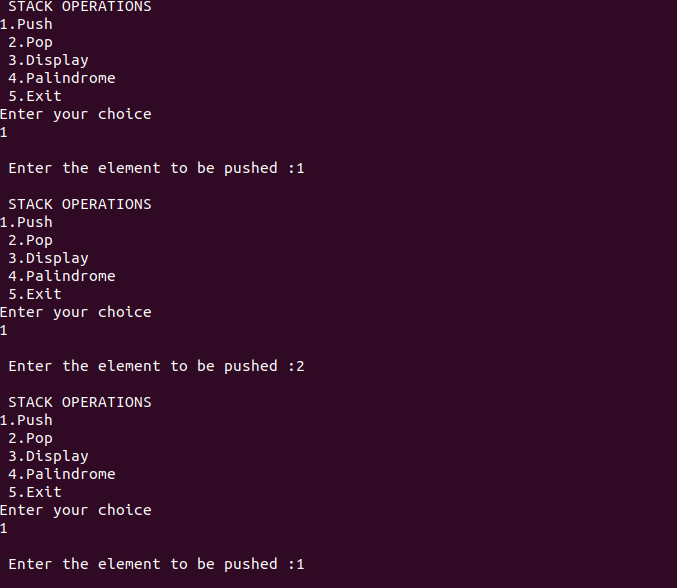 STACK OPERATIONS
1.Push
2.Pop
3.Display
4.Palindrome
5.Exit
Enter your choice
1
Enter the element to be pushed :1
STACK OPERATIONS
1.Push
2.Pop
3.Display
4.Palindrome
5.Exit
Enter your choice
1
Enter the element to be pushed :2
STACK OPERATIONS
1.Push
2.Pop
3.Display
4.Palindrome
5.Exit
Enter your choice
1
Enter the element to be pushed :1